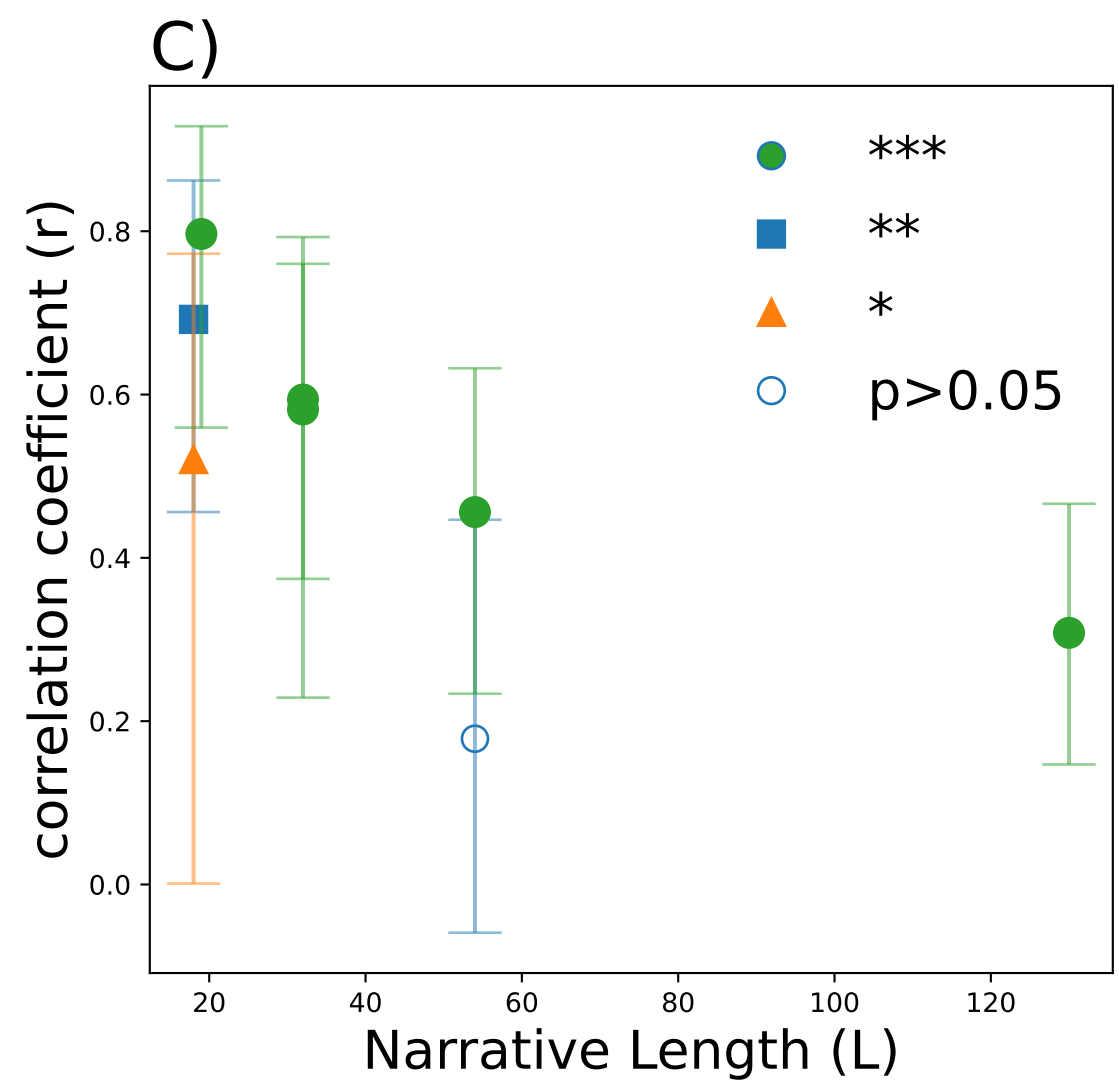 C)
correlation coefficient (r)
0.8
0.6
0.4
0.2
0.0
***
**
*
p>0.05
20 40 60 80 100 120
Narrative Length (L)